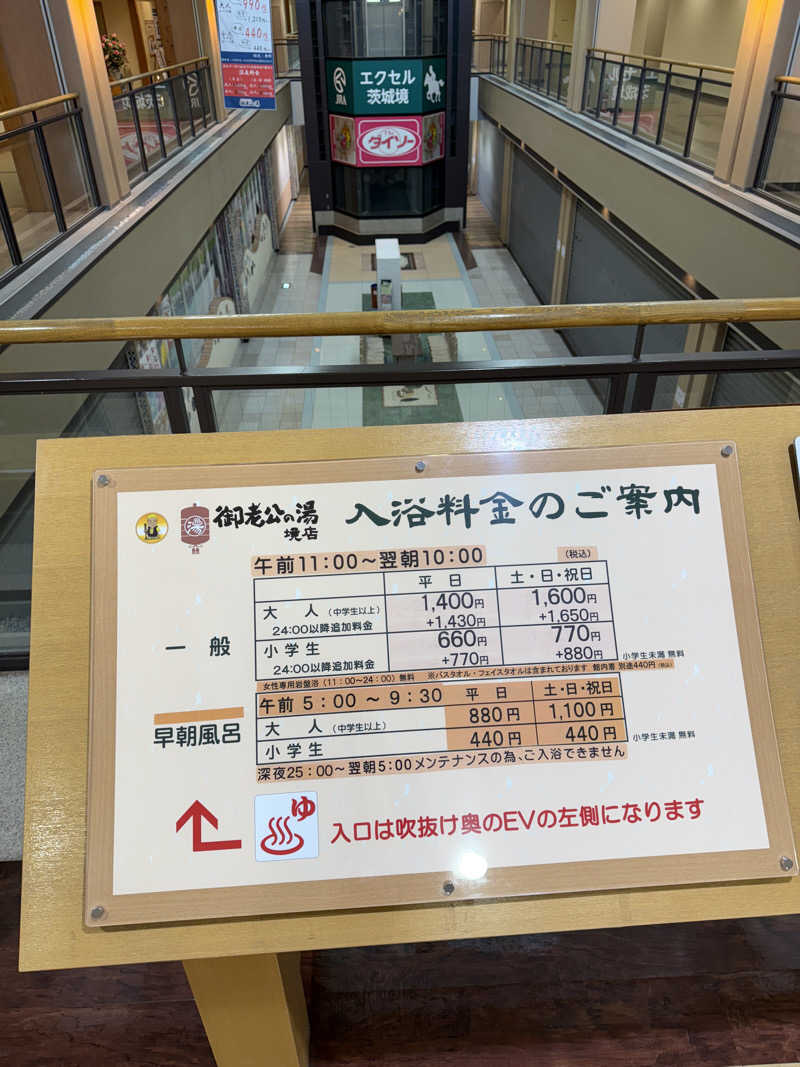 990
440円
JRA
エクセル
茨城境
THE
ダイソー
湯
御老公の湯
境店
入浴料金のご案内
午前11:00～翌朝10:00
(税込)
平日
土・日・祝日
一般
大人(中学生以上)
1,400円
1,600円
24:00以降追加料金
+1,430円
+1,650円
小学生
660円
770円
24:00以降追加料金
+770円
+880円
小学生未満 無料
女性専用岩盤浴(11:00～24:00)無料 ※バスタオル・フェイスタオルは含まれております 館内着 別途440円(税込)
早朝風呂
午前5:00～9:30
平日
土・日・祝日
大人(中学生以上)
880円
1,100円
小学生
440円
440円
小学生未満 無料
深夜25:00～翌朝5:00メンテナンスの為、ご入浴できません
ゆ
入口は吹抜け奥のEVの左側になります